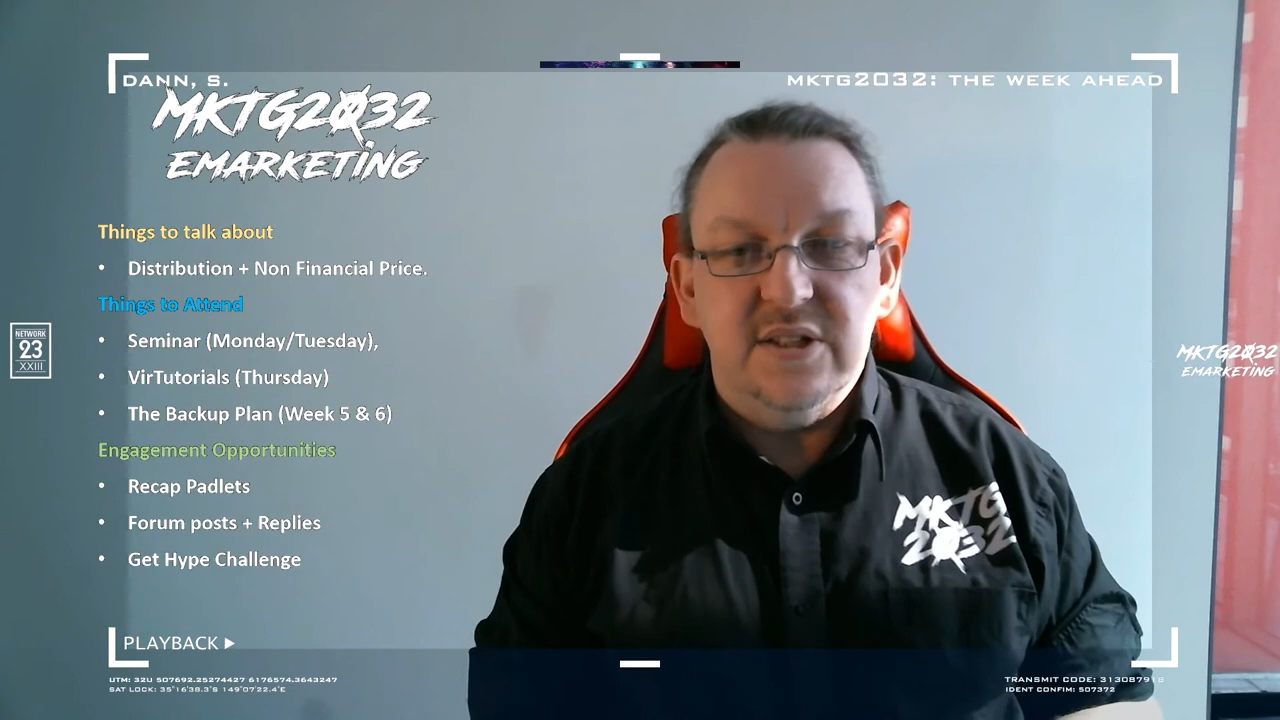 DANN, S.
MKTG2032: THE WEEK AHEAD
MKTG2032
EMARKETING
Things to talk about
• Distribution + Non Financial Price.
Things to Attend
• Seminar (Monday/Tuesday),
• VirTutorials (Thursday)
• The Backup Plan (Week 5 & 6)
Engagement Opportunities
• Recap Padlets
• Forum posts + Replies
• Get Hype Challenge
NETWORK
23
XXIII
MKTG2032
EMARKETING
MKTG
2032
PLAYBACK
UTM: 32U 507692.25274427 6176574.3643247
SAT LOCK: 35°16'38.3"S 149°07'22.4"E
TRANSMIT CODE: 313087918
IDENT CONFIM: 507372